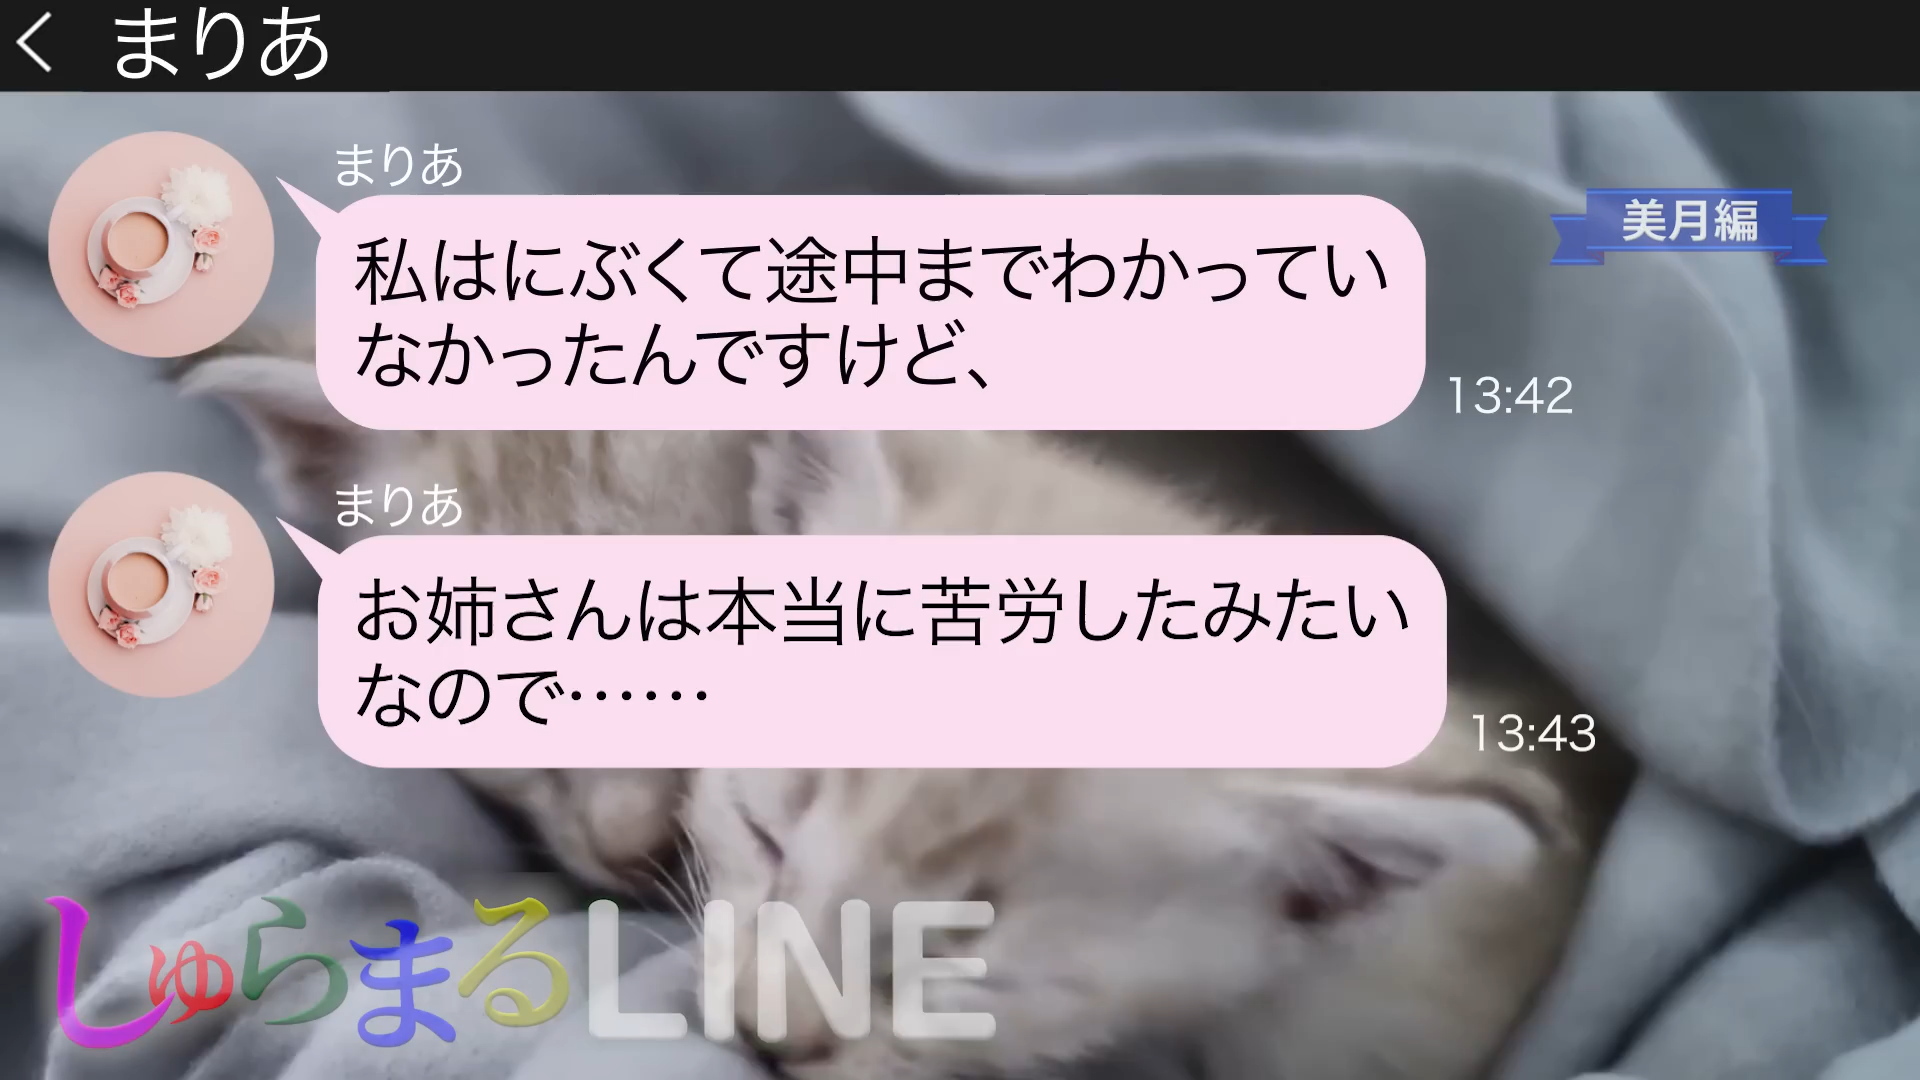 まりあ
まりあ
美月編
私はにぶくて途中までわかってい
なかったんですけど、
13:42
まりあ
お姉さんは本当に苦労したみたい
なので……
13:43
しゅらまるLINE